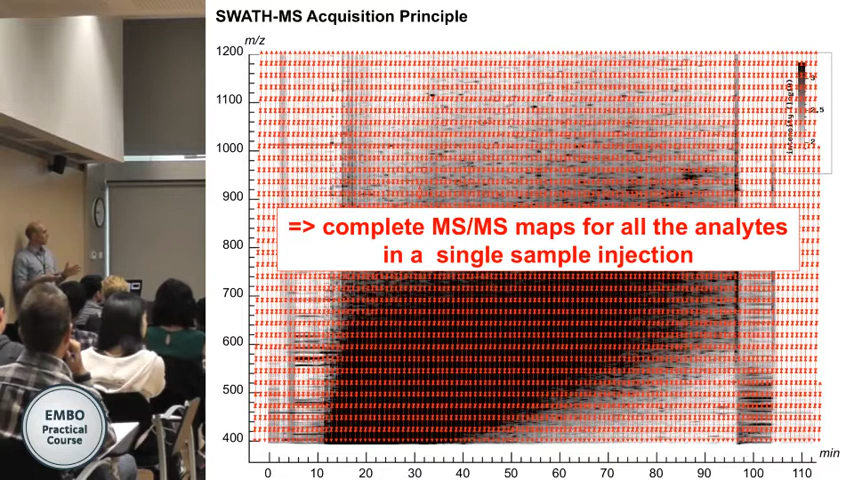 SWATH-MS Acquisition Principle
m/z
1200
1100
1000
900
800
700
600
500
400
Intensity (log10)
=> complete MS/MS maps for all the analytes
in a single sample injection
0 10 20 30 40 50 60 70 80 90 100 110
min
EMBO
Practical
Course